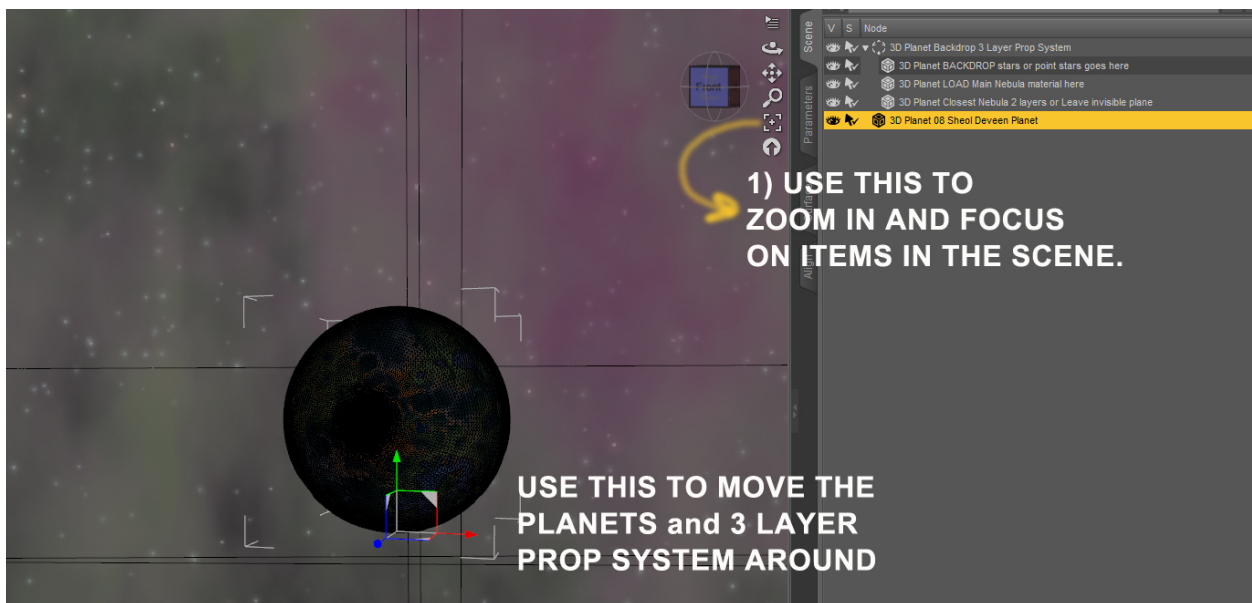 V S Node
3D Planet Backdrop 3 Layer Prop System
3D Planet BACKDROP stars or point stars goes here
3D Planet LOAD Main Nebula material here
3D Planet Closest Nebula 2 layers or Leave invisible plane
3D Planet 08 Sheol Deveen Planet
Scene
Parameters
Align
Front
1) USE THIS TO
ZOOM IN AND FOCUS
ON ITEMS IN THE SCENE.
USE THIS TO MOVE THE
PLANETS and 3 LAYER
PROP SYSTEM AROUND